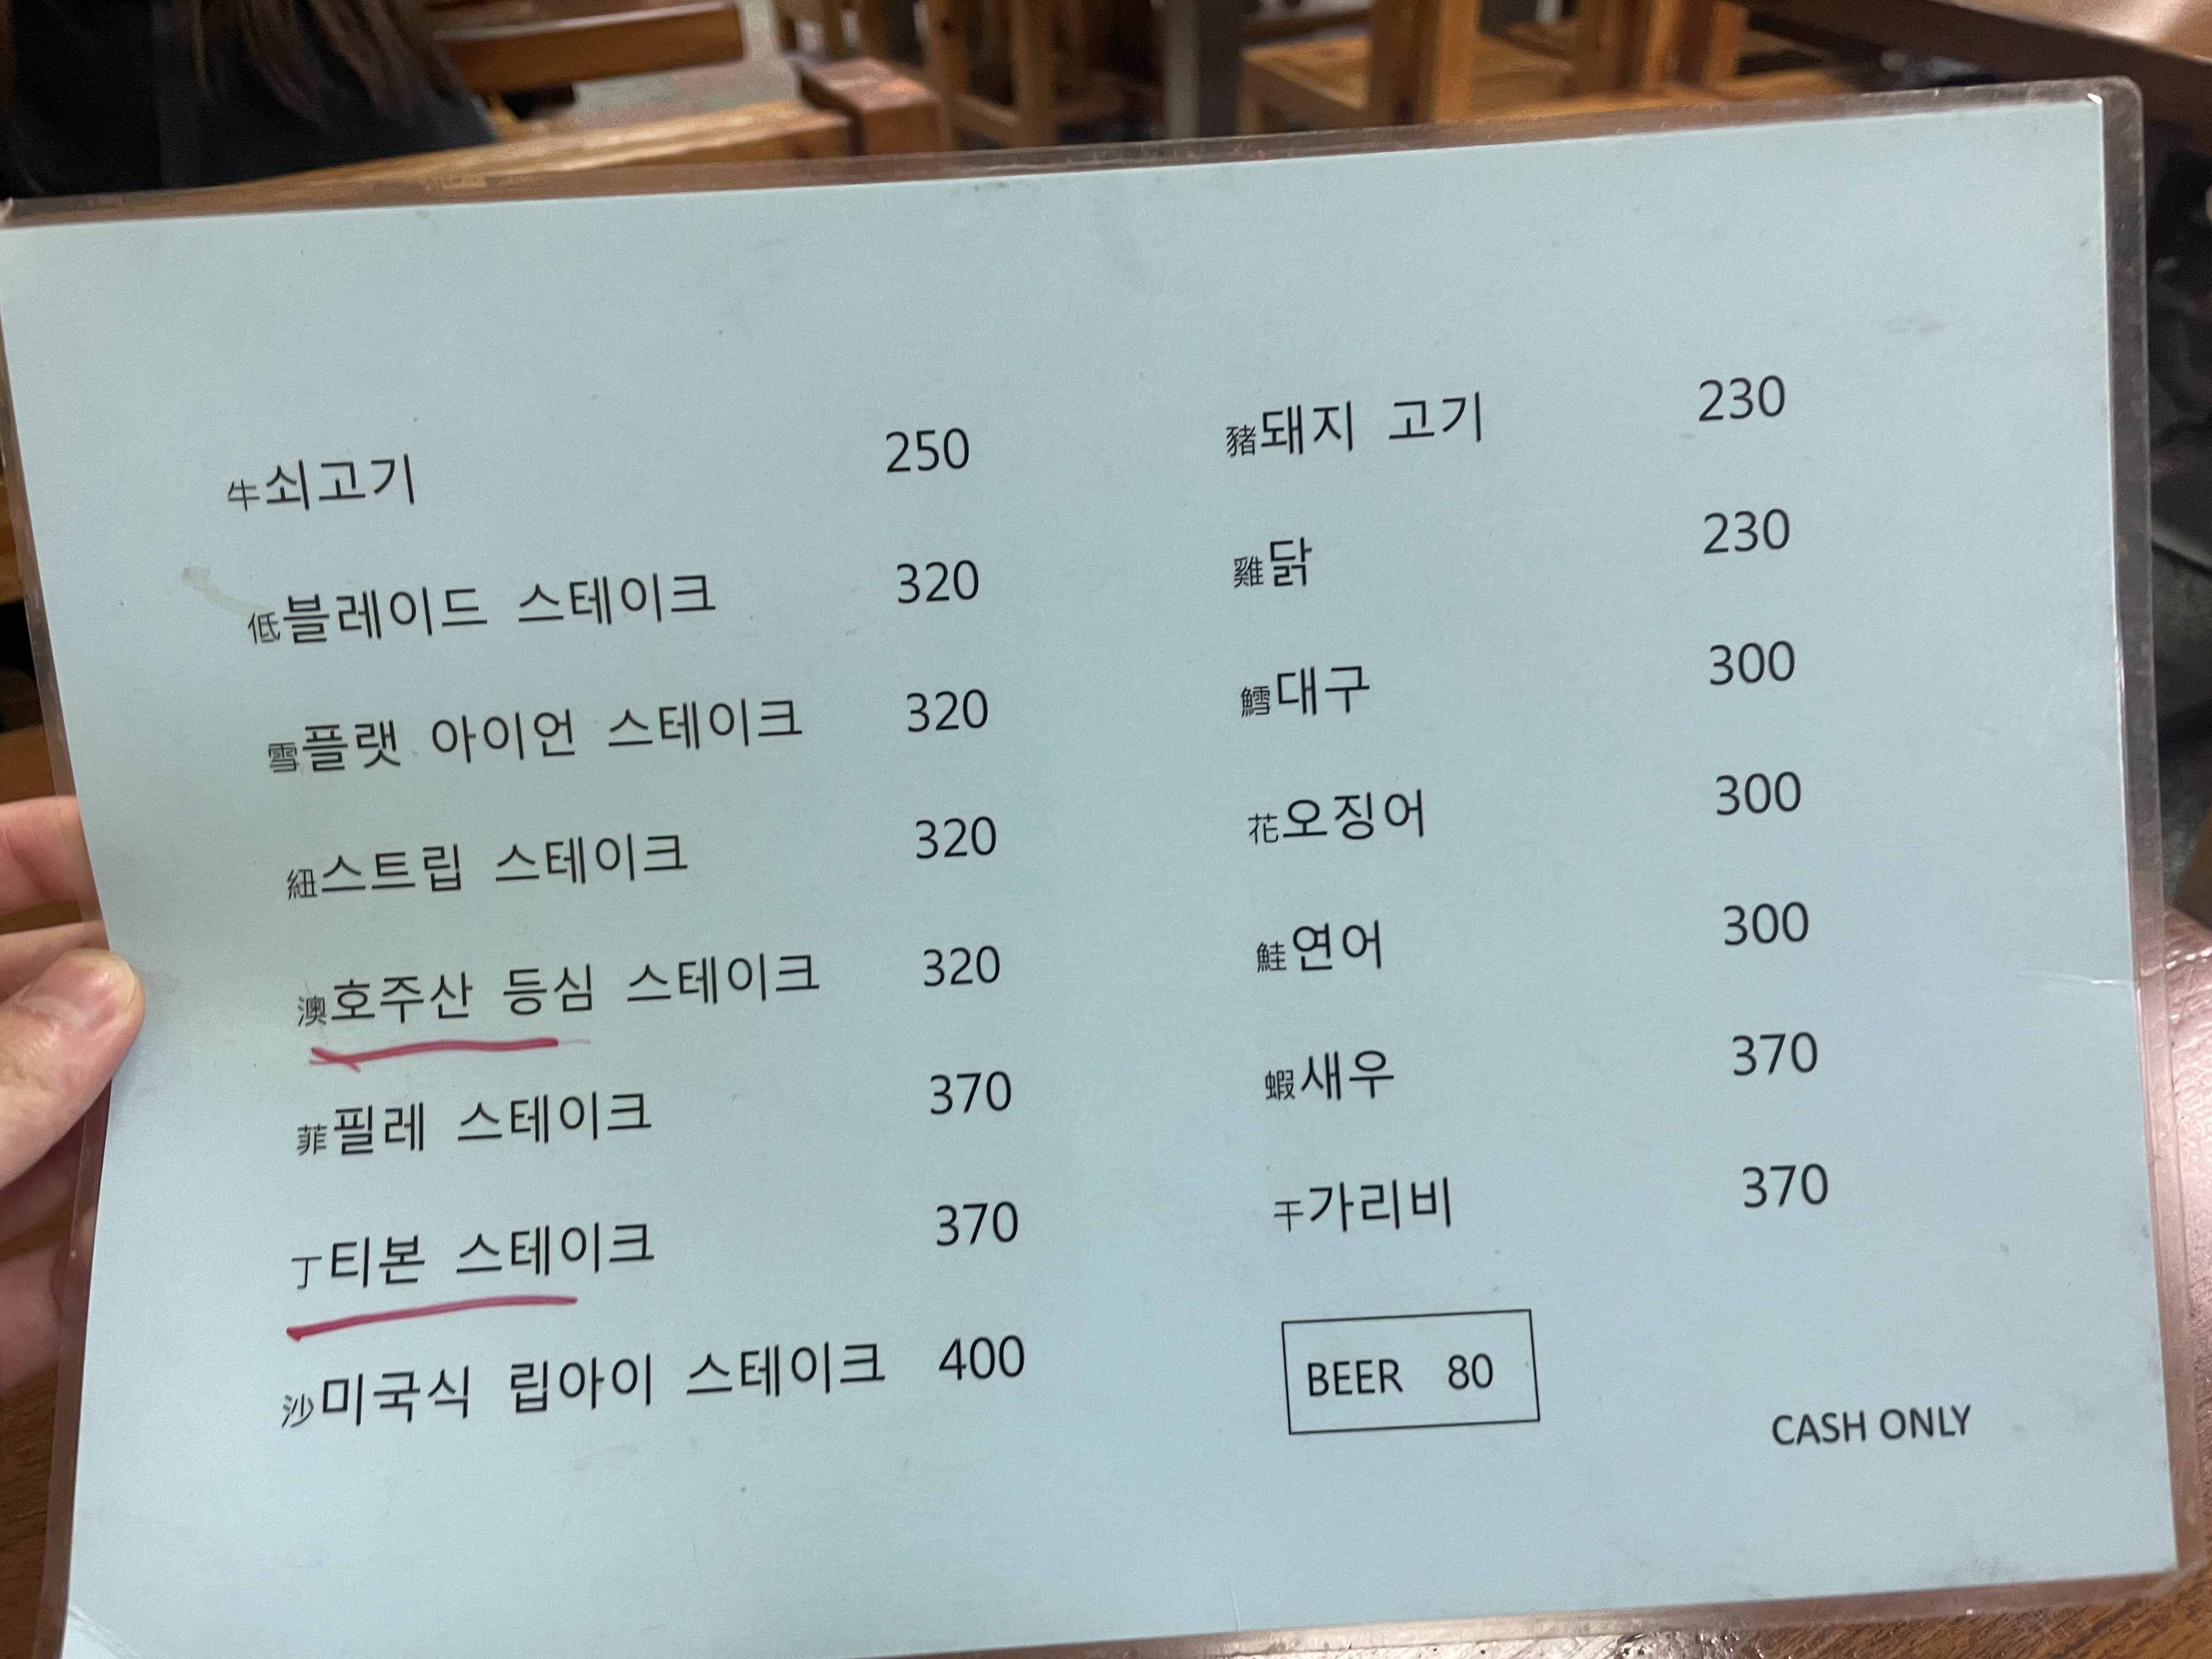 牛쇠고기 250
低블레이드 스테이크 320
雪플랫 아이언 스테이크 320
紐스트립 스테이크 320
澳호주산 등심 스테이크 320
菲필레 스테이크 370
丁티본 스테이크 370
沙미국식 립아이 스테이크 400
豬돼지 고기 230
雞닭 230
鱈대구 300
花오징어 300
鮭연어 300
蝦새우 370
干가리비 370
BEER 80
CASH ONLY